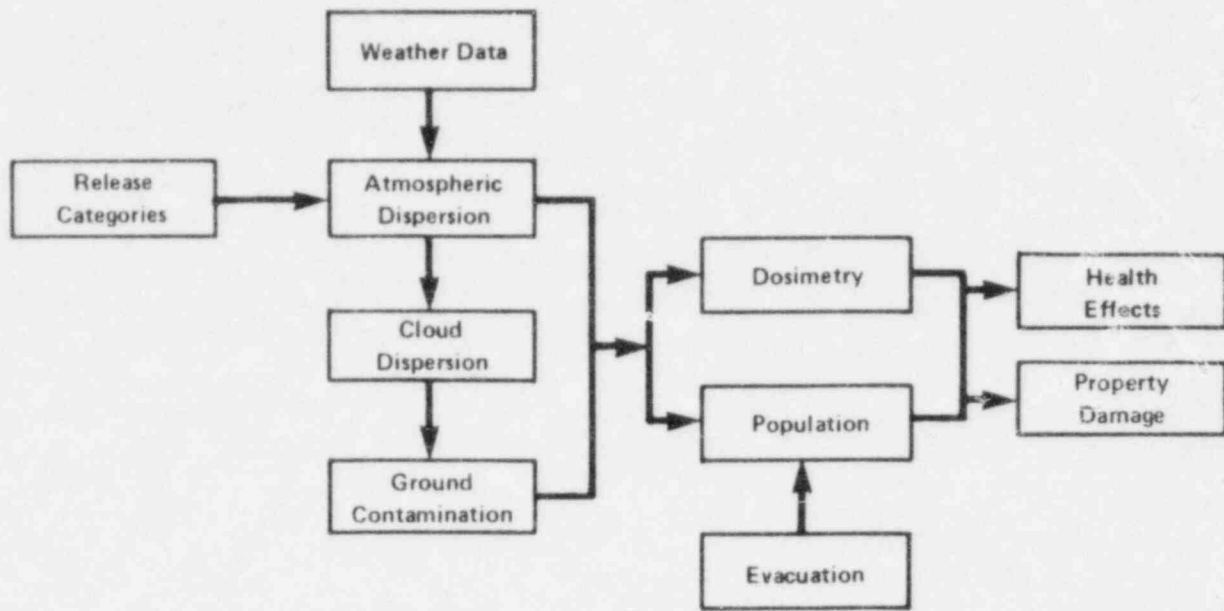 Weather Data
Release
Categories
Atmospheric
Dispersion
Cloud
Dispersion
Ground
Contamination
Dosimetry
Population
Evacuation
Health
Effects
Property
Damage